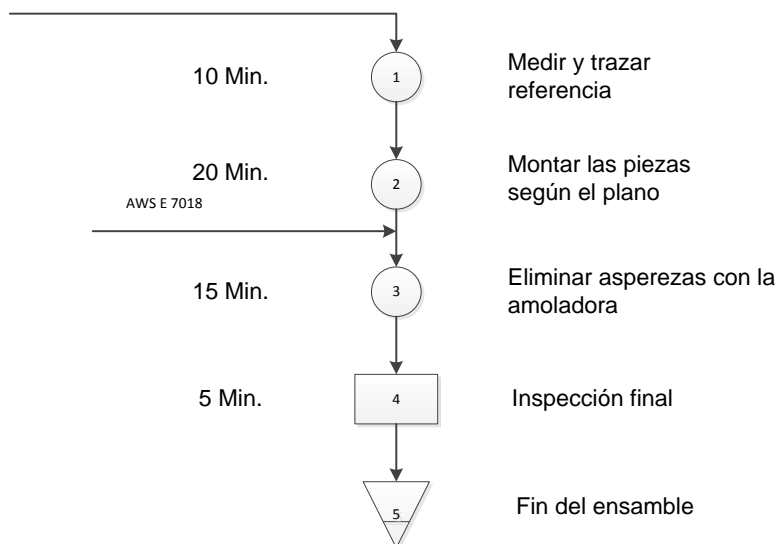 10 Min.
1
Medir y trazar
referencia
20 Min.
2
Montar las piezas
según el plano
AWS E 7018
15 Min.
3
Eliminar asperezas con la
amoladora
5 Min.
4
Inspección final
5
Fin del ensamble